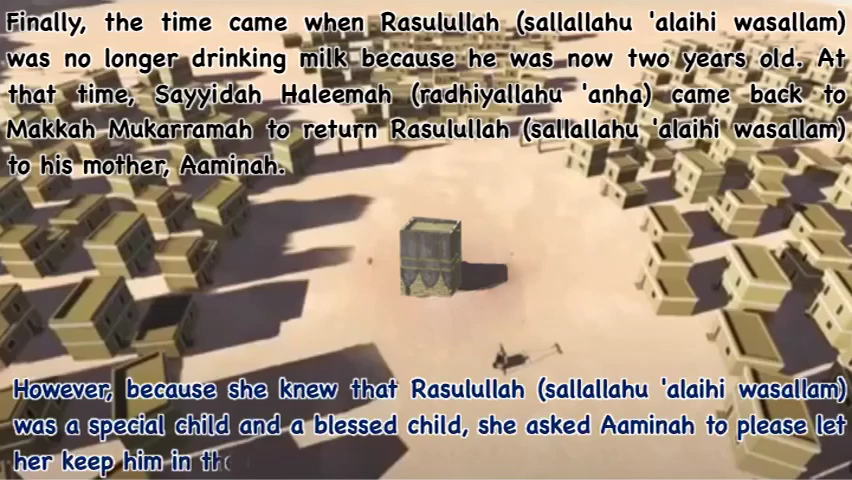 Finally, the time came when Rasulullah (sallallahu 'alaihi wasallam)
was no longer drinking milk because he was now two years old. At
that time, Sayyidah Haleemah (radhiyallahu 'anha) came back to
Makkah Mukarramah to return Rasulullah (sallallahu 'alaihi wasallam)
to his mother, Aaminah.
However, because she knew that Rasulullah (sallallahu 'alaihi wasallam)
was a special child and a blessed child, she asked Aaminah to please let
her keep him in